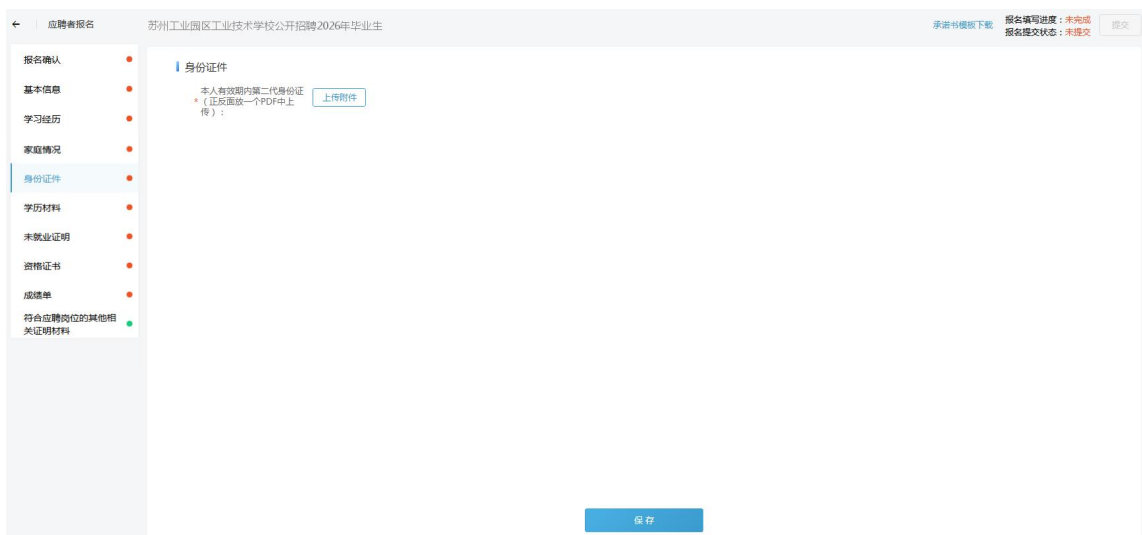 ← 应聘者报名 苏州工业园区工业技术学校公开招聘2026年毕业生 承诺书模板下载 报名填写进度：未完成 提交
报名提交状态：未提交
报名确认
基本信息
学习经历
家庭情况
身份证件
学历材料
未就业证明
资格证书
成绩单
符合应聘岗位的其他相
关证明材料
身份证件
本人有效期内第二代身份证
* （正反面放一个PDF中上
传）：
上传附件
保存